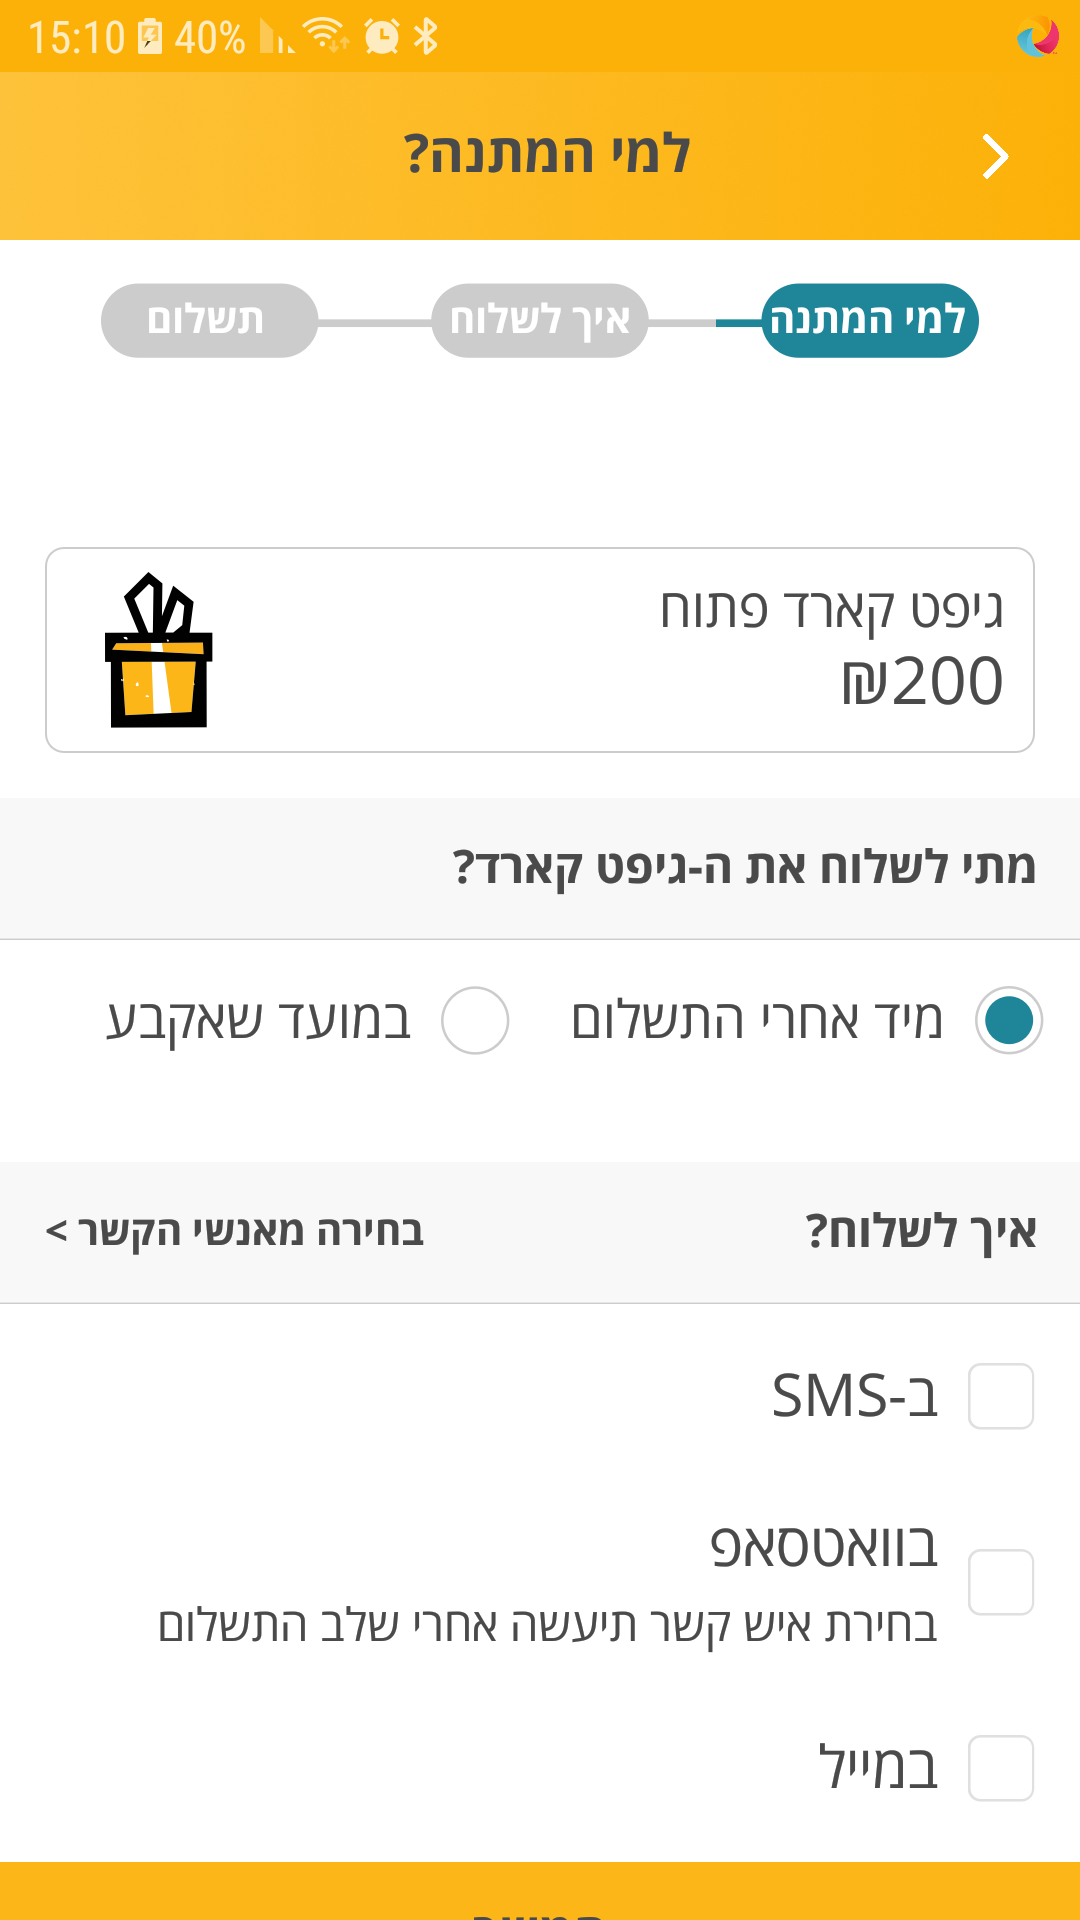 15:10 40%
למי המתנה?
למי המתנה
איך לשלוח
תשלום
גיפט קארד פתוח
₪200
מתי לשלוח את ה-גיפט קארד?
מיד אחרי התשלום
במועד שאקבע
איך לשלוח?
בחירה מאנשי הקשר >
ב-SMS
בוואטסאפ
בחירת איש קשר תיעשה אחרי שלב התשלום
במייל